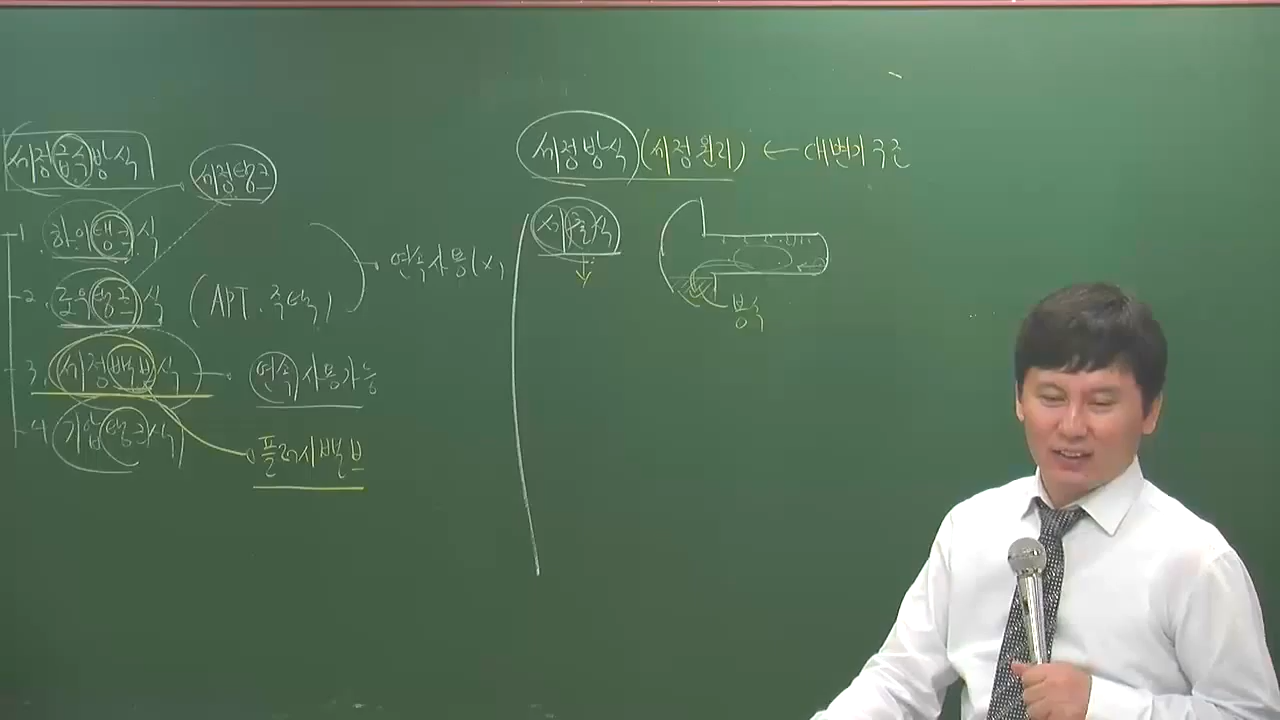 세정급식방식
세정탱크
1. 하이탱크식
2. 로우탱크식 (APT. 주택)
연속사용(x)
3. 세정밸브식
연속사용가능
4. 기압탱크식
플러시밸브
세정방식(세정원리) ← 대변기구조
세출식
봉수